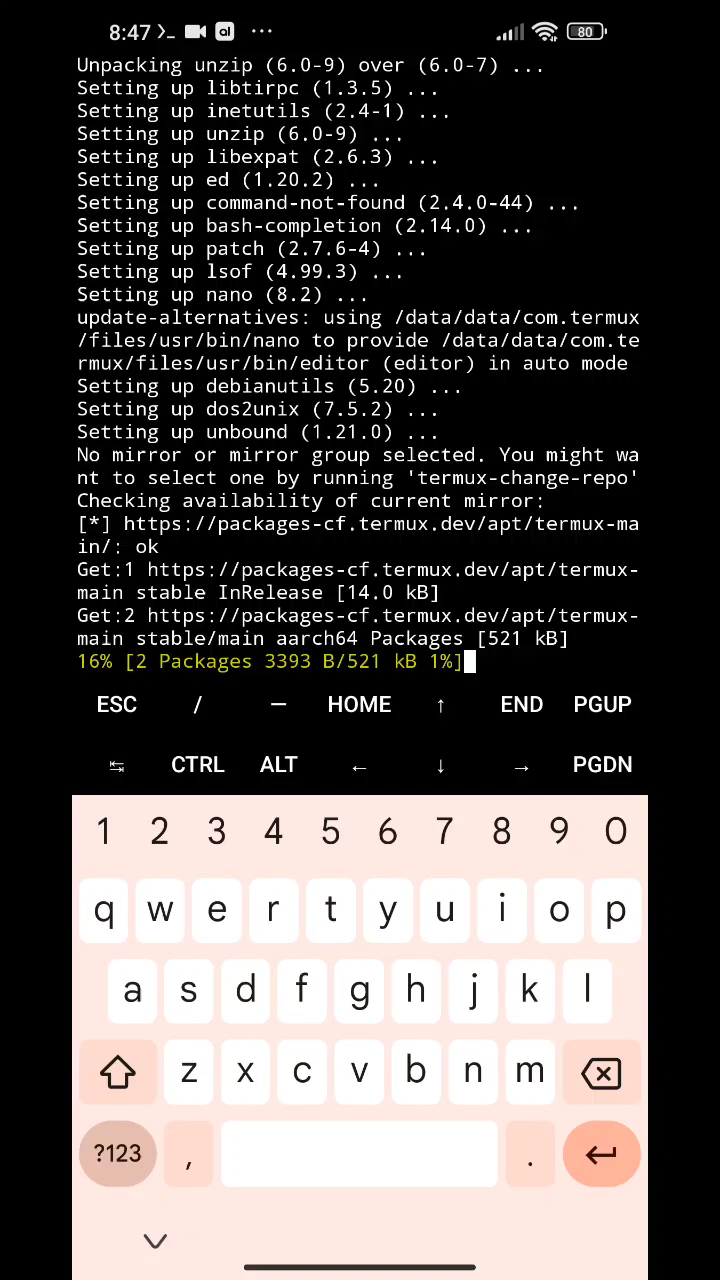 8:47 >_ al ... 80
Unpacking unzip (6.0-9) over (6.0-7) ...
Setting up libtirpc (1.3.5) ...
Setting up inetutils (2.4-1) ...
Setting up unzip (6.0-9) ...
Setting up libexpat (2.6.3) ...
Setting up ed (1.20.2) ...
Setting up command-not-found (2.4.0-44) ...
Setting up bash-completion (2.14.0) ...
Setting up patch (2.7.6-4) ...
Setting up lsof (4.99.3) ...
Setting up nano (8.2) ...
update-alternatives: using /data/data/com.termux
/files/usr/bin/nano to provide /data/data/com.te
rmux/files/usr/bin/editor (editor) in auto mode
Setting up debianutils (5.20) ...
Setting up dos2unix (7.5.2) ...
Setting up unbound (1.21.0) ...
No mirror or mirror group selected. You might wa
nt to select one by running 'termux-change-repo'
Checking availability of current mirror:
[*] https://packages-cf.termux.dev/apt/termux-ma
in/: ok
Get:1 https://packages-cf.termux.dev/apt/termux-
main stable InRelease [14.0 kB]
Get:2 https://packages-cf.termux.dev/apt/termux-
main stable/main aarch64 Packages [521 kB]
16% [2 Packages 3393 B/521 kB 1%]
ESC / — HOME ↑ END PGUP
↹ CTRL ALT ← ↓ → PGDN
1 2 3 4 5 6 7 8 9 0
q w e r t y u i o p
a s d f g h j k l
z x c v b n m
?123 , .